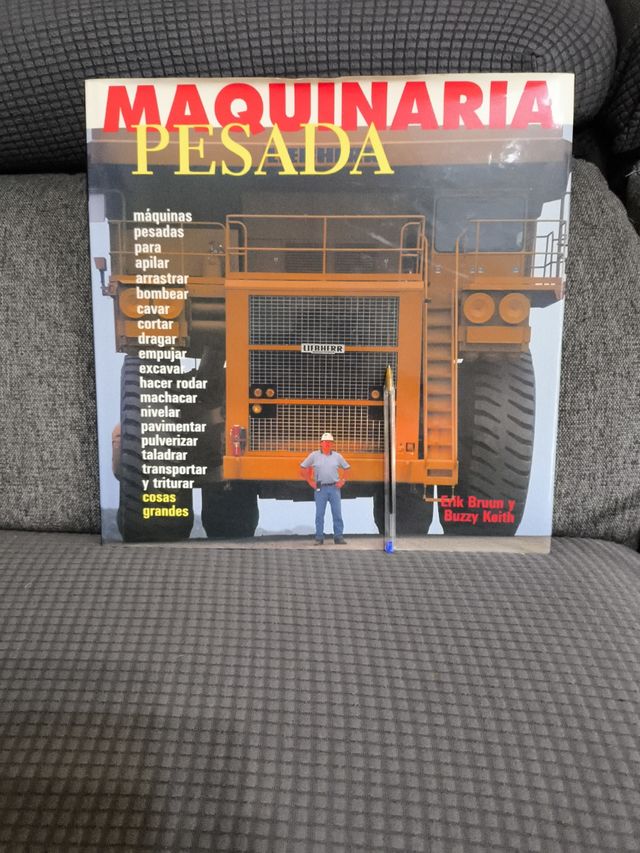 MAQUINARIA
PESADA
máquinas
pesadas
para
apilar
arrastrar
bombear
cavar
cortar
dragar
empujar
excavar
hacer rodar
machacar
nivelar
pavimentar
pulverizar
taladrar
transportar
y triturar
cosas
grandes
LIEBHERR
Erik Bruun y
Buzzy Keith